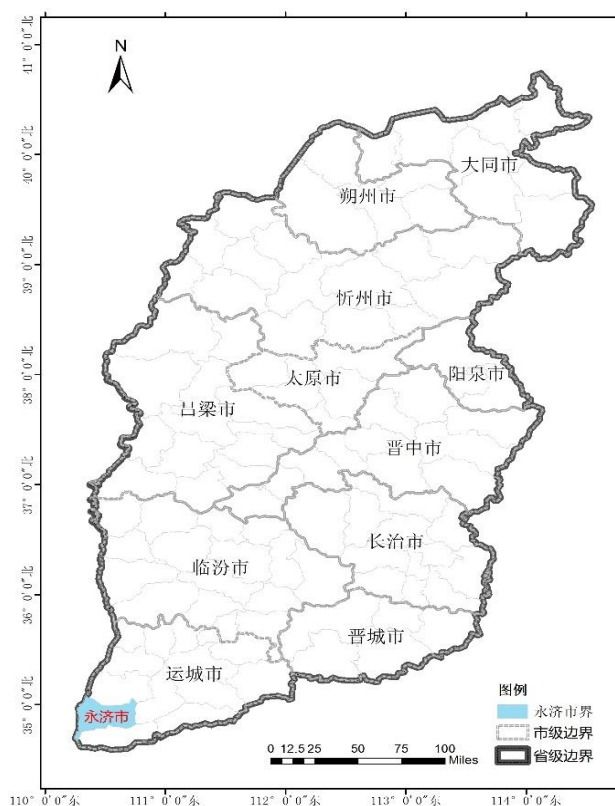 N
大同市
朔州市
忻州市
太原市
阳泉市
吕梁市
晋中市
长治市
临汾市
晋城市
运城市
永济市
图例
永济市界
市级边界
省级边界
0 12.5 25 50 75 100
Miles
41°0'0"北
40°0'0"北
39°0'0"北
38°0'0"北
37°0'0"北
36°0'0"北
35°0'0"北
110°0'0"东 111°0'0"东 112°0'0"东 113°0'0"东 114°0'0"东